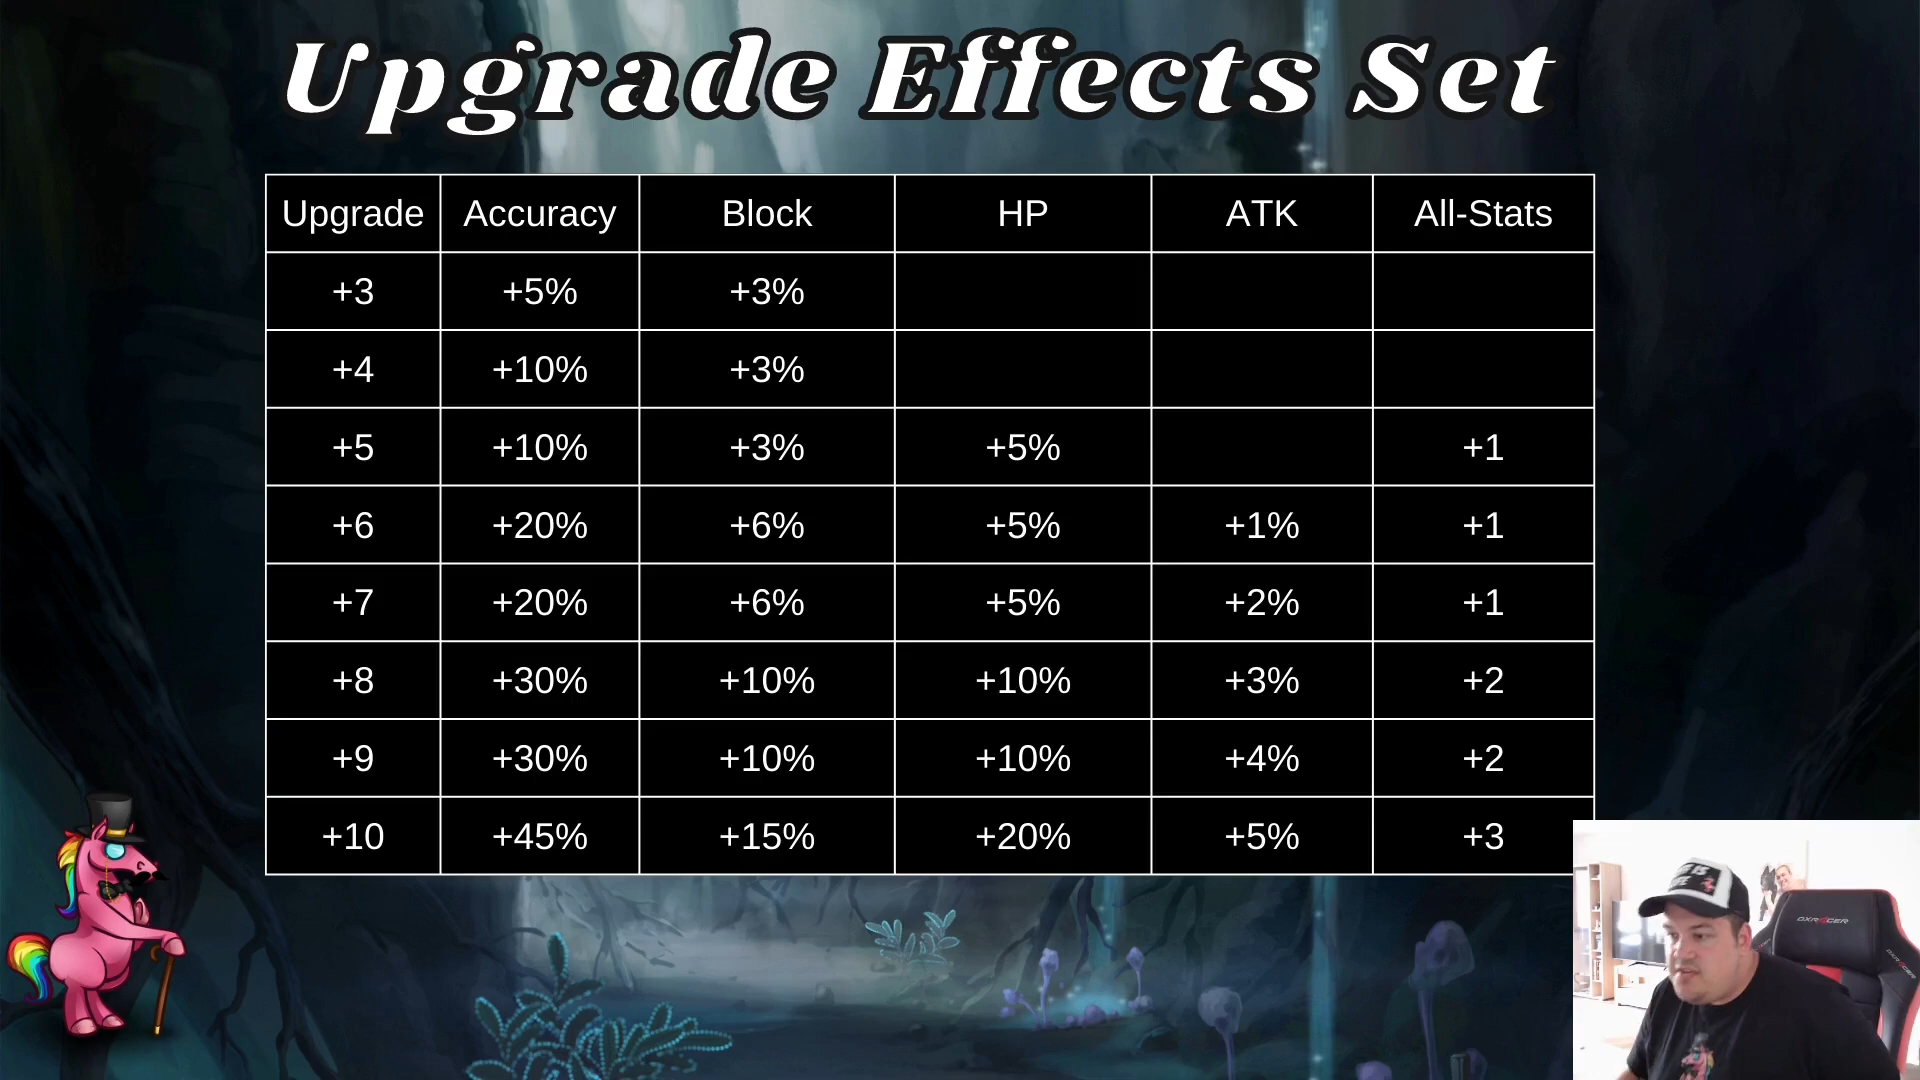 Upgrade Effects Set
Upgrade Accuracy Block HP ATK All-Stats
+3 +5% +3%
+4 +10% +3%
+5 +10% +3% +5% +1
+6 +20% +6% +5% +1% +1
+7 +20% +6% +5% +2% +1
+8 +30% +10% +10% +3% +2
+9 +30% +10% +10% +4% +2
+10 +45% +15% +20% +5% +3
DXRACER